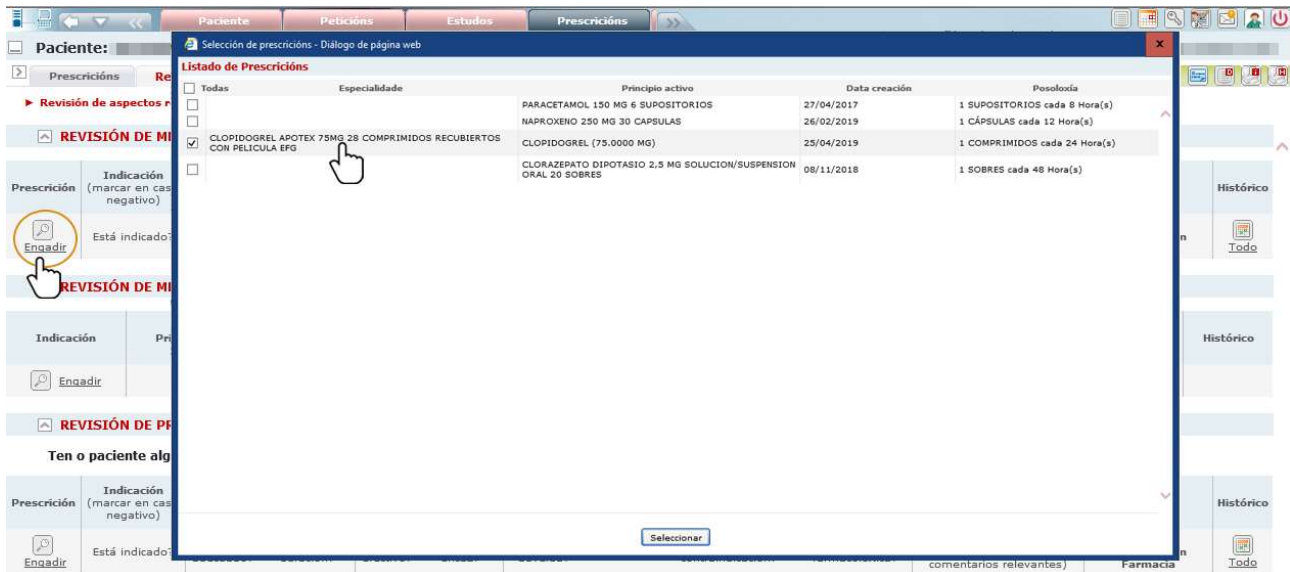 Paciente Peticións Estudos Prescricións
Paciente:
Selección de prescricións - Diálogo de página web
x
Prescricións
Re
Listado de Prescricións
Todas Especialidade Principio activo Data creación Posoloxía
PARACETAMOL 150 MG 6 SUPOSITORIOS 27/04/2017 1 SUPOSITORIOS cada 8 Hora(s)
NAPROXENO 250 MG 30 CAPSULAS 26/02/2019 1 CÁPSULAS cada 12 Hora(s)
CLOPIDOGREL APOTEX 75MG 28 COMPRIMIDOS RECUBIERTOS
CON PELICULA EFG
CLOPIDOGREL (75.0000 MG) 25/04/2019 1 COMPRIMIDOS cada 24 Hora(s)
CLORAZEPATO DIPOTASIO 2,5 MG SOLUCION/SUSPENSION
ORAL 20 SOBRES
08/11/2018 1 SOBRES cada 48 Hora(s)
Seleccionar
Revisión de aspectos r
REVISIÓN DE ME
Prescrición
Indicación
(marcar en cas
negativo)
Histórico
Engadir
Está indicado?
Todo
REVISIÓN DE ME
Indicación Pri Histórico
Engadir
REVISIÓN DE PR
Ten o paciente alg
Prescrición
Indicación
(marcar en cas
negativo)
Histórico
Engadir
Está indicado?
comentarios relevantes)
Farmacia
Todo